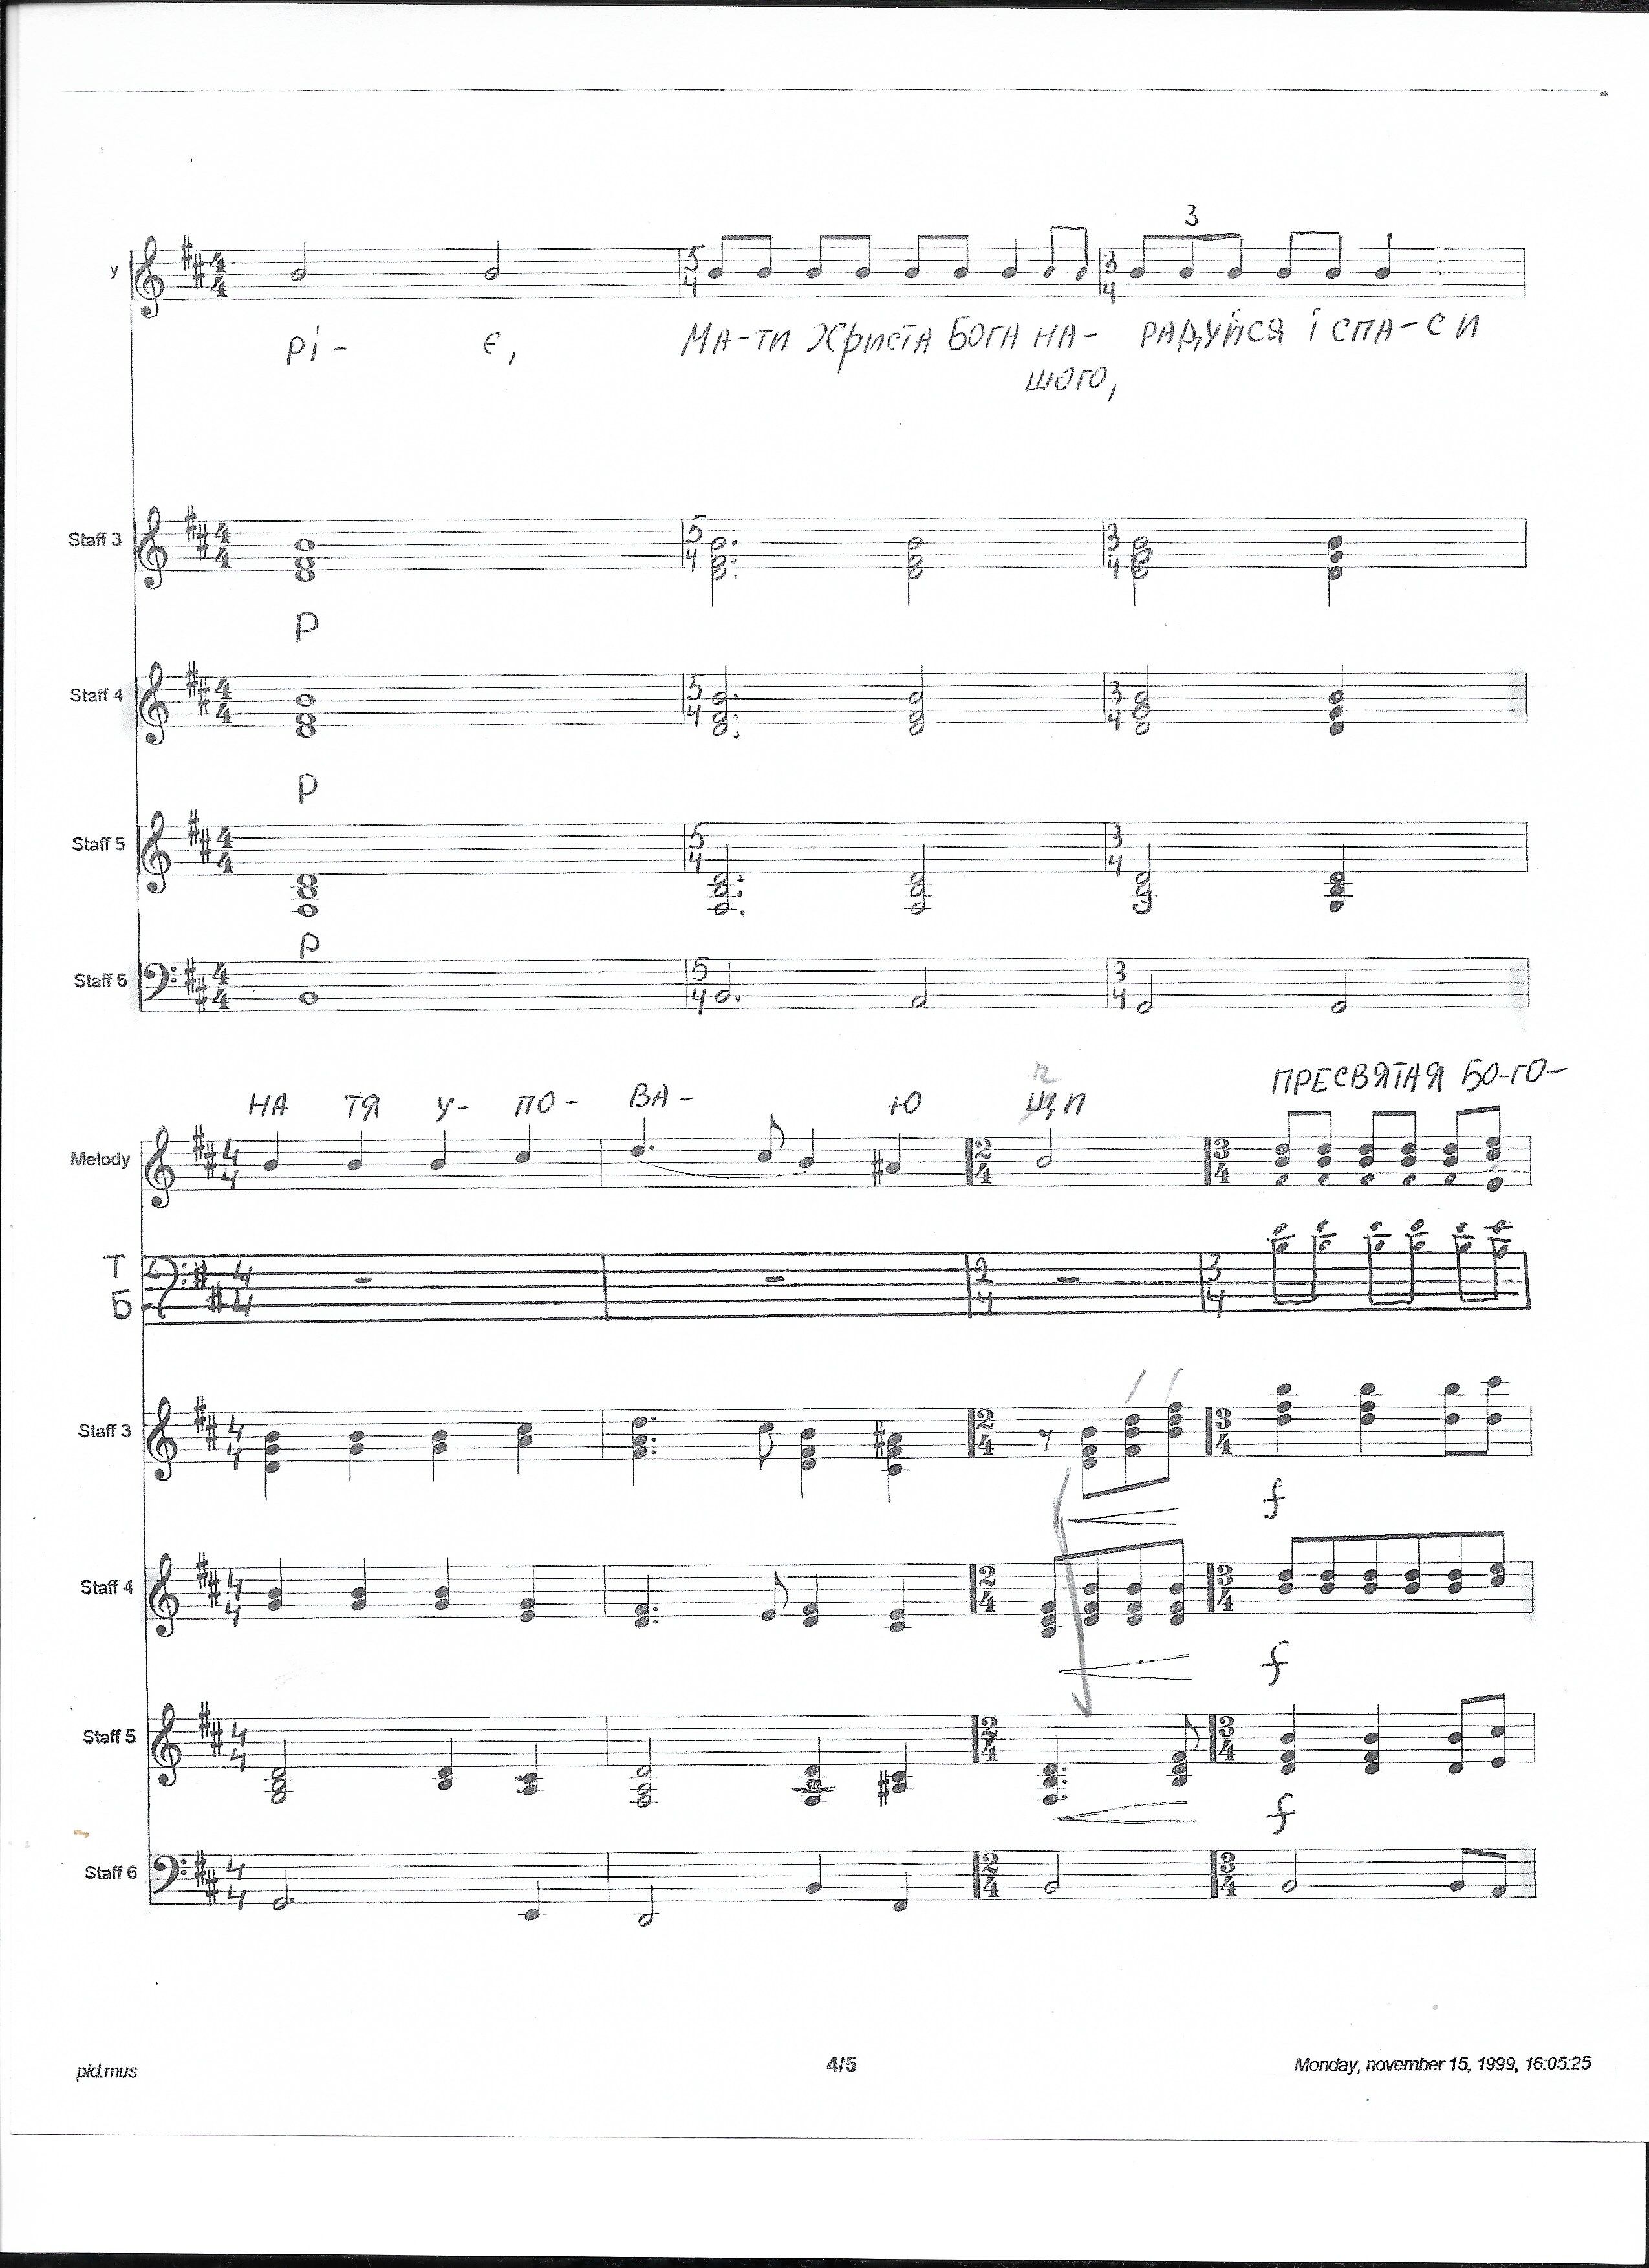 3
y
рі - є, МА-ТИ ХРИСТА БОГА НА- РАДУЙСЯ І СПА-СИ
ШОГО,
Staff 3
p
Staff 4
p
Staff 5
p
Staff 6
ПРЕСВЯТАЯ БО-ГО-
НА ТЯ У- ПО- ВА- Ю
Melody
Т
Б
Staff 3
f
Staff 4
f
Staff 5
f
Staff 6
pid.mus 4/5 Monday, november 15, 1999, 16:05:25